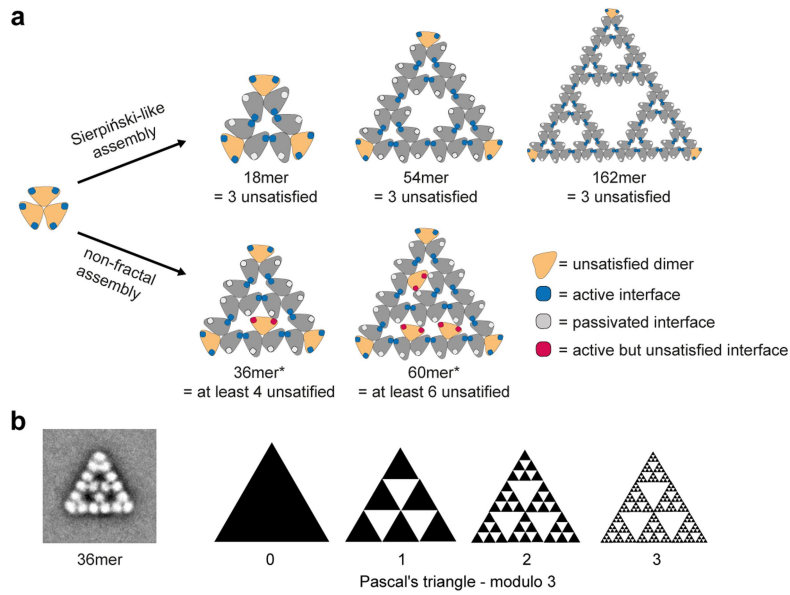 a
Sierpiński-like
assembly
18mer
= 3 unsatisfied
54mer
= 3 unsatisfied
162mer
= 3 unsatisfied
non-fractal
assembly
36mer*
= at least 4 unsatified
60mer*
= at least 6 unsatified
= unsatisfied dimer
= active interface
= passivated interface
= active but unsatisfied interface
b
36mer
0
1
2
3
Pascal's triangle - modulo 3